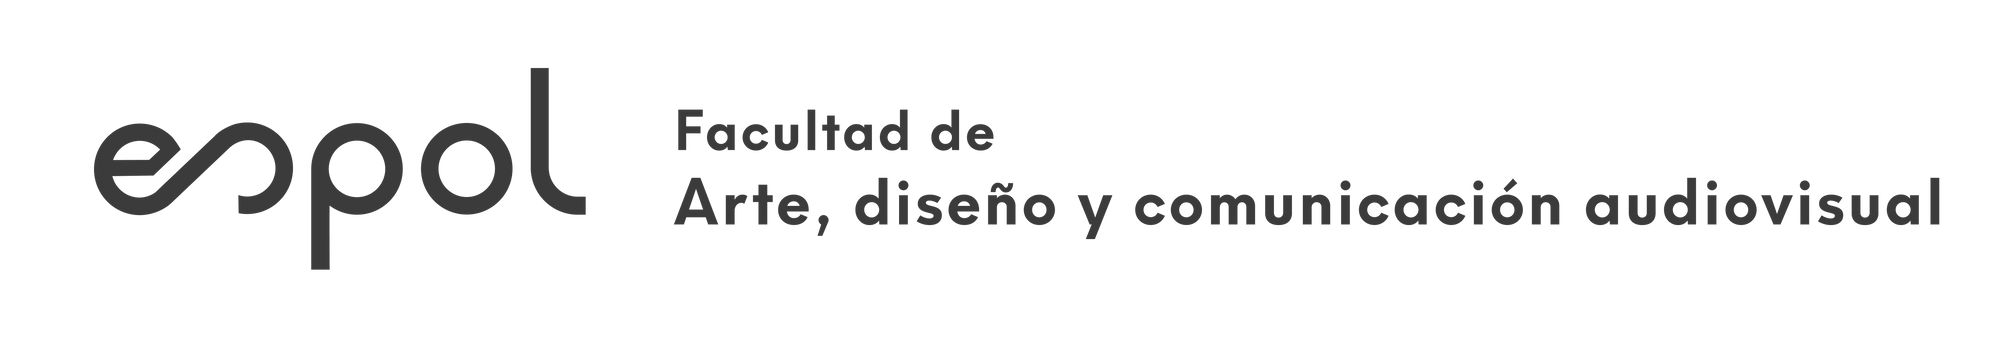 espol
Facultad de
Arte, diseño y comunicación audiovisual